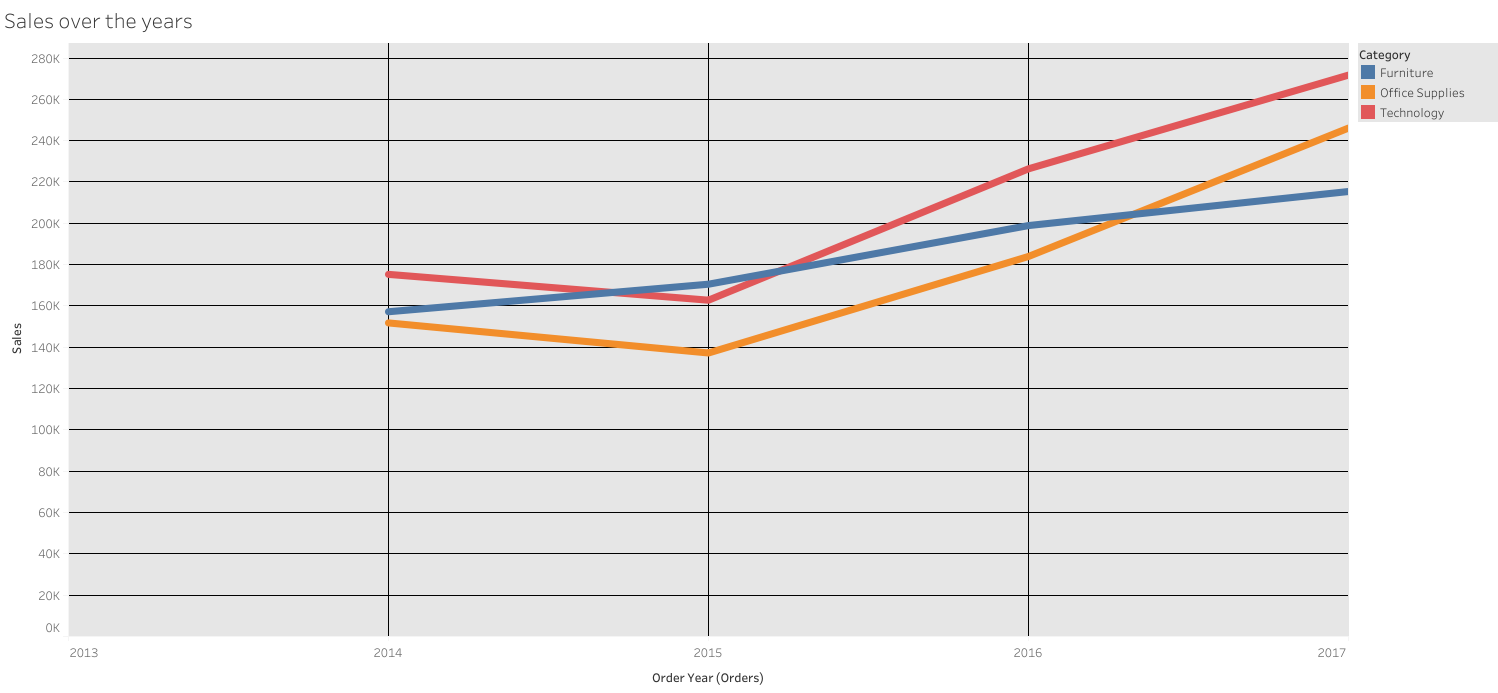 Sales over the years
280K
260K
240K
220K
200K
180K
160K
140K
120K
100K
80K
60K
40K
20K
0K
Sales
2013 2014 2015 2016 2017
Order Year (Orders)
Category
Furniture
Office Supplies
Technology